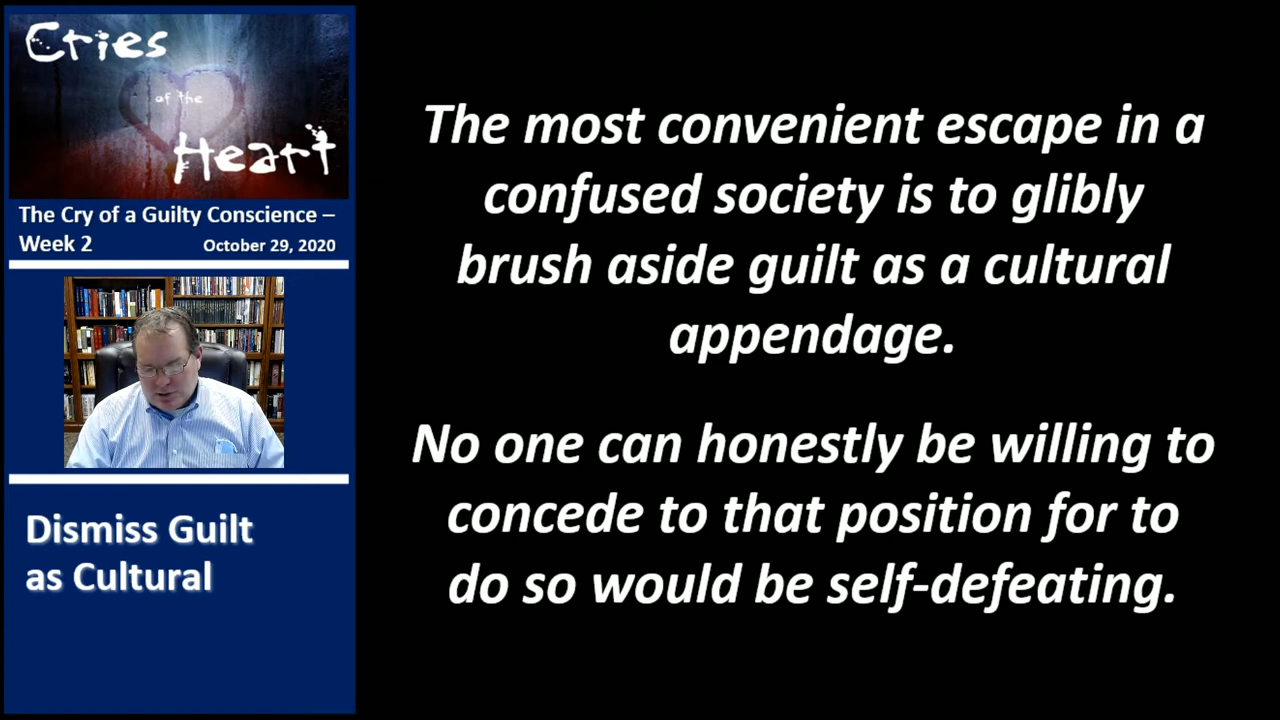 Cries
of the
Heart
The Cry of a Guilty Conscience –
Week 2 October 29, 2020
Dismiss Guilt
as Cultural
The most convenient escape in a
confused society is to glibly
brush aside guilt as a cultural
appendage.
No one can honestly be willing to
concede to that position for to
do so would be self-defeating.